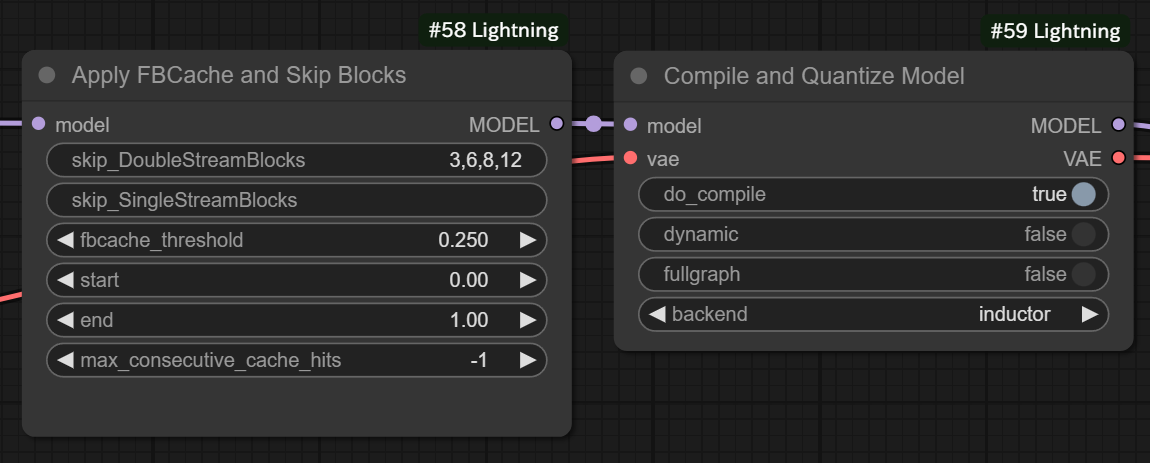 #58 Lightning
Apply FBCache and Skip Blocks
model MODEL
skip_DoubleStreamBlocks 3,6,8,12
skip_SingleStreamBlocks
fbcache_threshold 0.250
start 0.00
end 1.00
max_consecutive_cache_hits -1
#59 Lightning
Compile and Quantize Model
model MODEL
vae VAE
do_compile true
dynamic false
fullgraph false
backend inductor